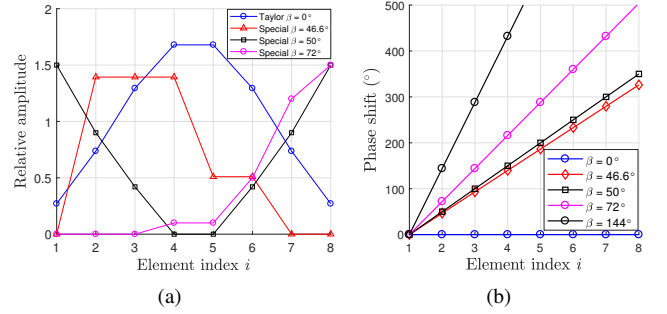 2
1.5
1
0.5
0
1 2 3 4 5 6 7 8
Relative amplitude
Element index i
Taylor β = 0°
Special β = 46.6°
Special β = 50°
Special β = 72°
(a)
500
400
300
200
100
0
1 2 3 4 5 6 7 8
Phase shift (°)
Element index i
β = 0°
β = 46.6°
β = 50°
β = 72°
β = 144°
(b)